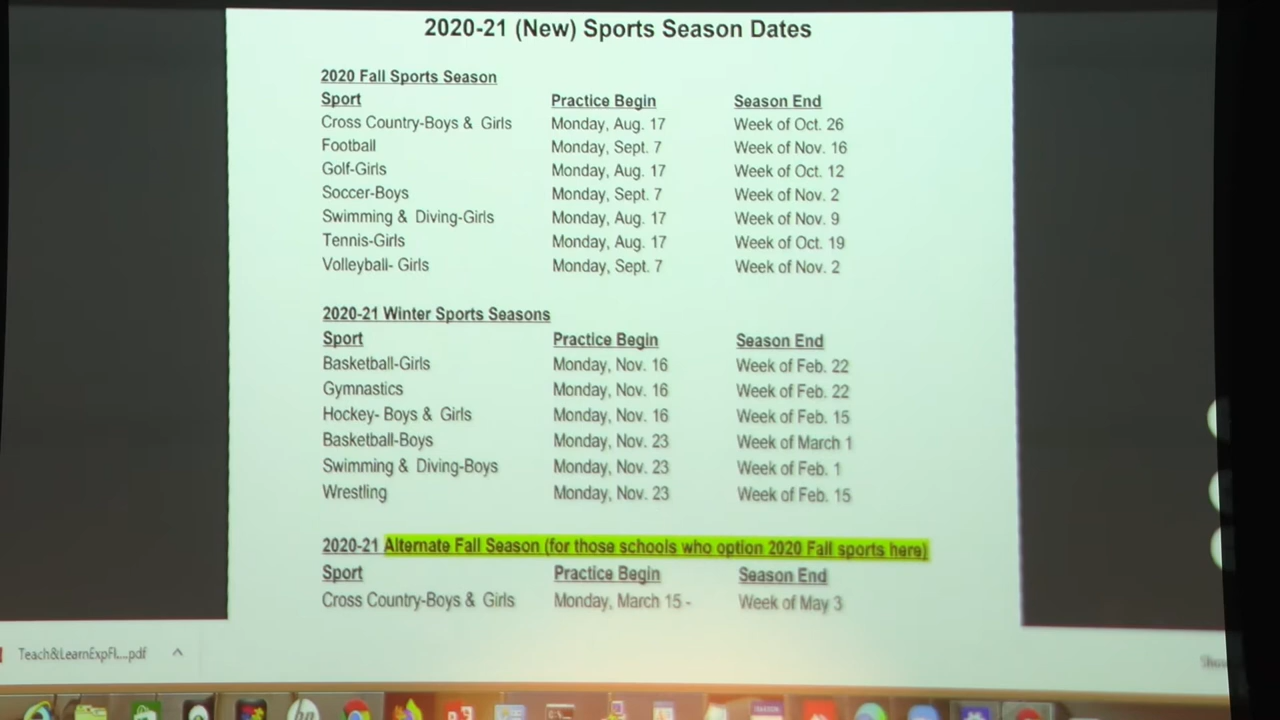 2020-21 (New) Sports Season Dates
2020 Fall Sports Season
Sport Practice Begin Season End
Cross Country-Boys & Girls Monday, Aug. 17 Week of Oct. 26
Football Monday, Sept. 7 Week of Nov. 16
Golf-Girls Monday, Aug. 17 Week of Oct. 12
Soccer-Boys Monday, Sept. 7 Week of Nov. 2
Swimming & Diving-Girls Monday, Aug. 17 Week of Nov. 9
Tennis-Girls Monday, Aug. 17 Week of Oct. 19
Volleyball- Girls Monday, Sept. 7 Week of Nov. 2
2020-21 Winter Sports Seasons
Sport Practice Begin Season End
Basketball-Girls Monday, Nov. 16 Week of Feb. 22
Gymnastics Monday, Nov. 16 Week of Feb. 22
Hockey- Boys & Girls Monday, Nov. 16 Week of Feb. 15
Basketball-Boys Monday, Nov. 23 Week of March 1
Swimming & Diving-Boys Monday, Nov. 23 Week of Feb. 1
Wrestling Monday, Nov. 23 Week of Feb. 15
2020-21 Alternate Fall Season (for those schools who option 2020 Fall sports here)
Sport Practice Begin Season End
Cross Country-Boys & Girls Monday, March 15 - Week of May 3
Teach&LearnExpFl....pdf
hp